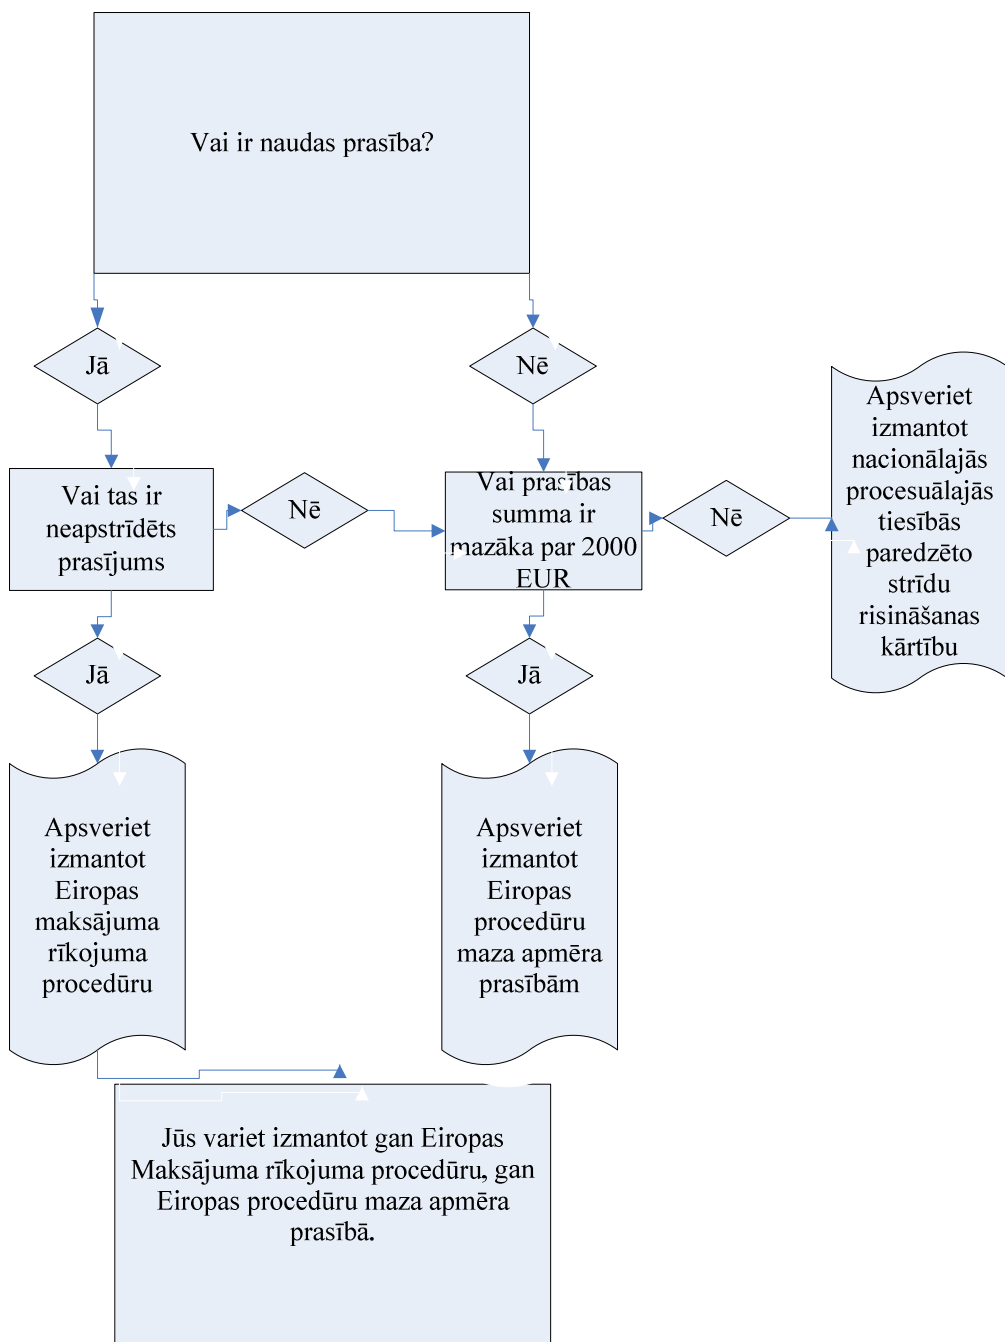 Vai ir naudas prasība?
Jā
Nē
Vai tas ir
neapstrīdēts
prasījums
Nē
Vai prasības
summa ir
mazāka par 2000
EUR
Nē
Apsveriet
izmantot
nacionālajās
procesuālajās
tiesībās
paredzēto
strīdu
risināšanas
kārtību
Jā
Jā
Apsveriet
izmantot
Eiropas
maksājuma
rīkojuma
procedūru
Apsveriet
izmantot
Eiropas
procedūru
maza apmēra
prasībām
Jūs variet izmantot gan Eiropas
Maksājuma rīkojuma procedūru, gan
Eiropas procedūru maza apmēra
prasībā.